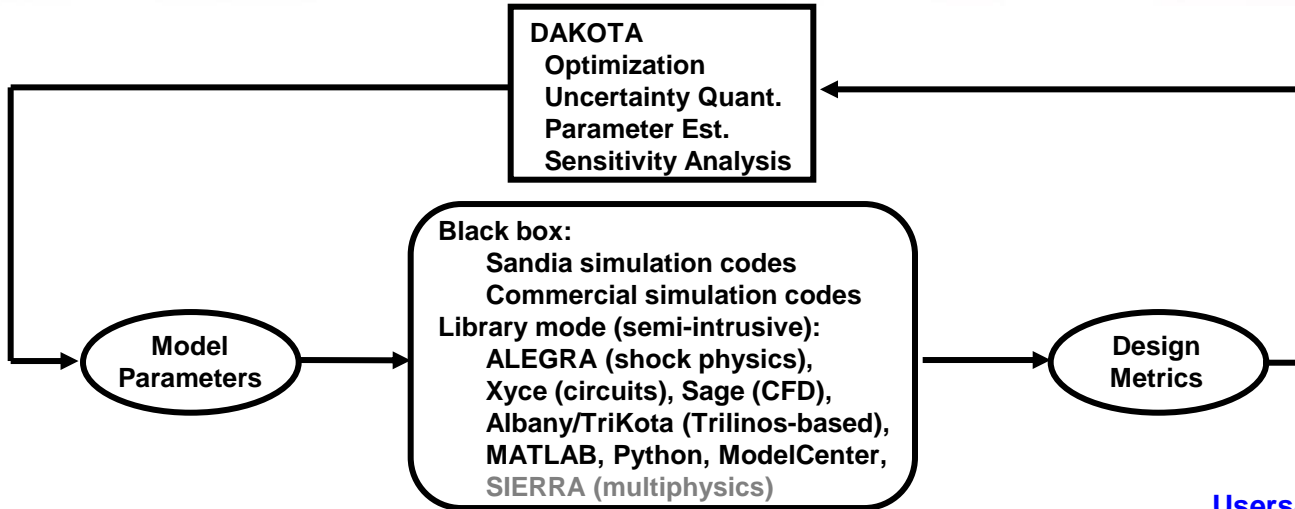 DAKOTA
Optimization
Uncertainty Quant.
Parameter Est.
Sensitivity Analysis
Black box:
Sandia simulation codes
Commercial simulation codes
Library mode (semi-intrusive):
ALEGRA (shock physics),
Xyce (circuits), Sage (CFD),
Albany/TriKota (Trilinos-based),
MATLAB, Python, ModelCenter,
SIERRA (multiphysics)
Model
Parameters
Design
Metrics
Users